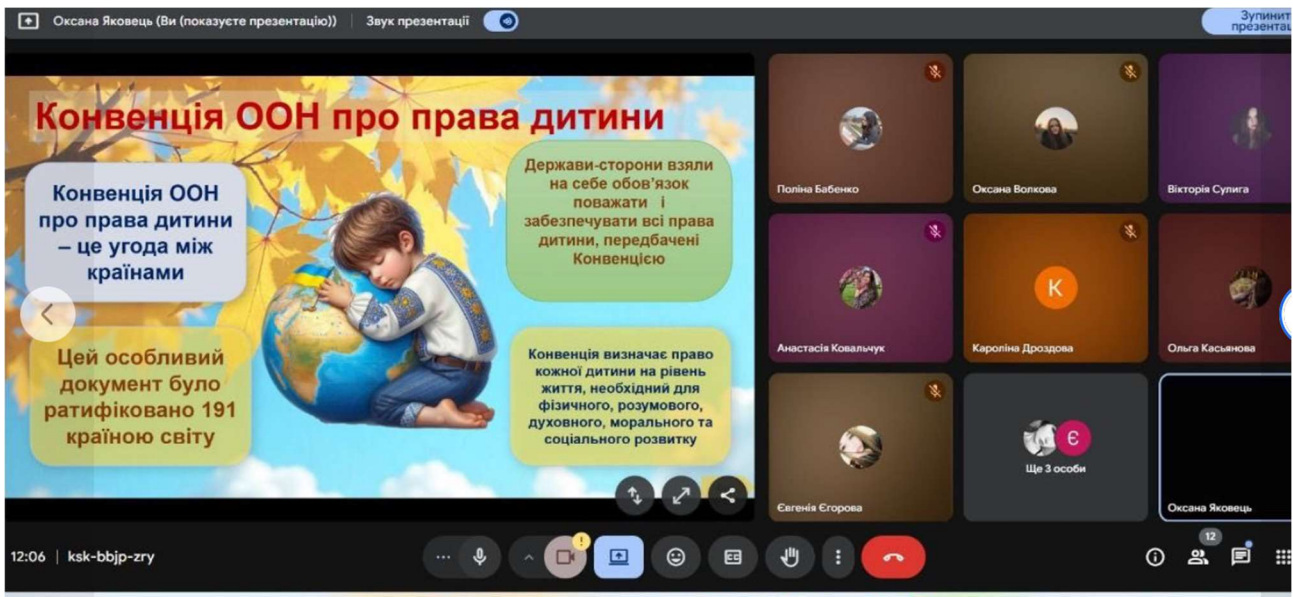 Оксана Яковець (Ви (показуєте презентацію))
Звук презентації
Зупинит
презентац
Конвенція ООН про права дитини
Конвенція ООН
про права дитини
– це угода між
країнами
Держави-сторони взяли
на себе обов’язок
поважати і
забезпечувати всі права
дитини, передбачені
Конвенцією
Цей особливий
документ було
ратифіковано 191
країною світу
Конвенція визначає право
кожної дитини на рівень
життя, необхідний для
фізичного, розумового,
духовного, морального та
соціального розвитку
Поліна Бабенко
Оксана Волкова
Вікторія Сулига
Анастасія Ковальчук
К
Кароліна Дроздова
Ольга Касьянова
Євгенія Єгорова
Є
Ще 3 особи
Оксана Яковець
12:06 | ksk-bbjp-zry
!
CC
12